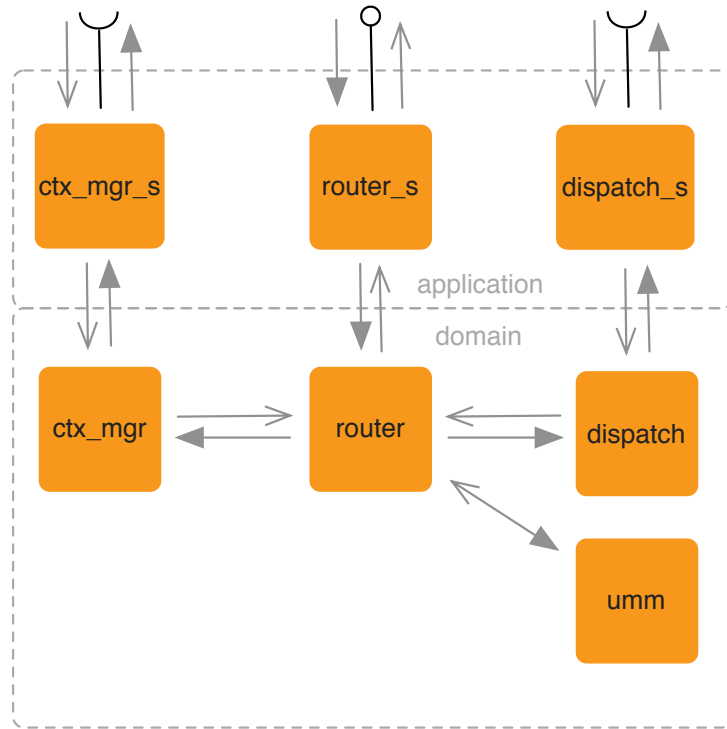 ctx_mgr_s
router_s
dispatch_s
application
domain
ctx_mgr
router
dispatch
umm